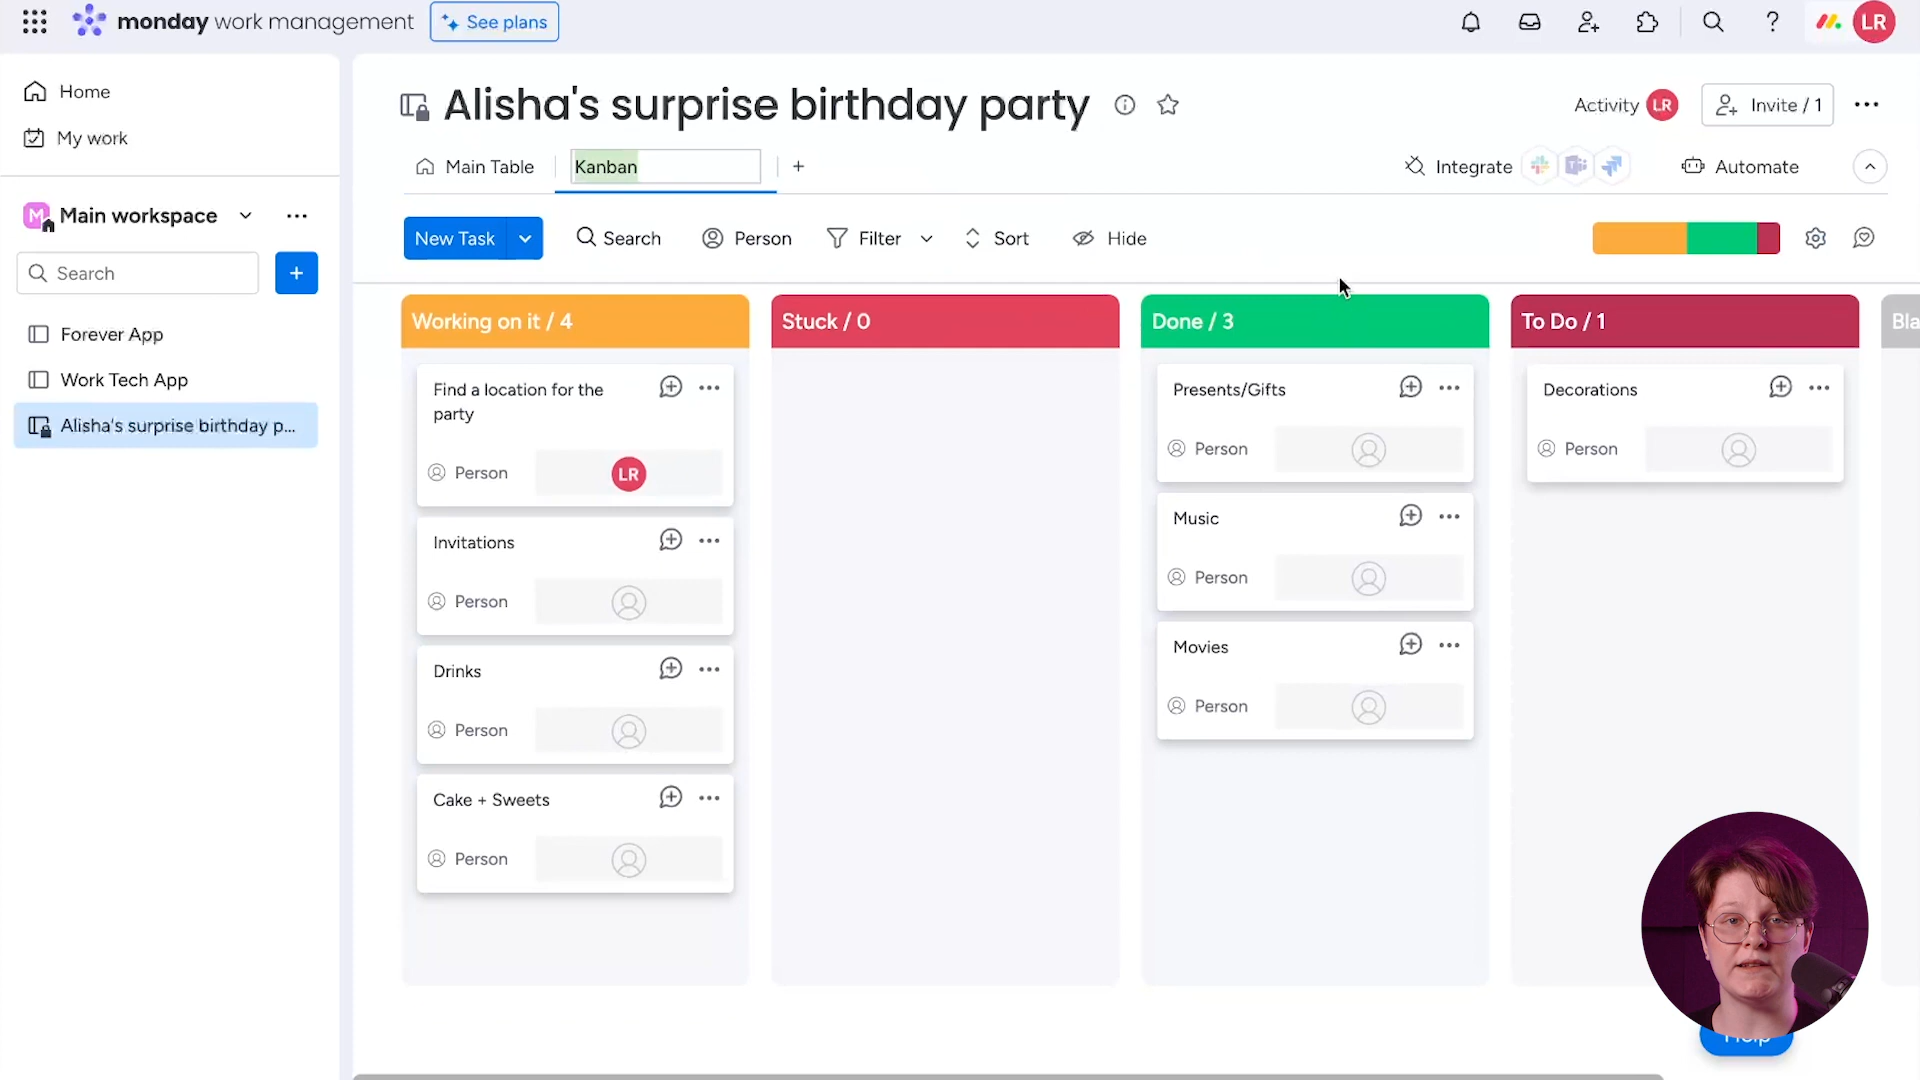 monday work management
See plans
LR
Home
My work
M
Main workspace
Search
+
Forever App
Work Tech App
Alisha's surprise birthday p...
Alisha's surprise birthday party
Activity
LR
Invite / 1
Main Table
Kanban
+
Integrate
Automate
New Task
Search
Person
Filter
Sort
Hide
Working on it / 4
Find a location for the
party
Person
LR
Invitations
Person
Drinks
Person
Cake + Sweets
Person
Stuck / 0
Done / 3
Presents/Gifts
Person
Music
Person
Movies
Person
To Do / 1
Decorations
Person
Bla
Help